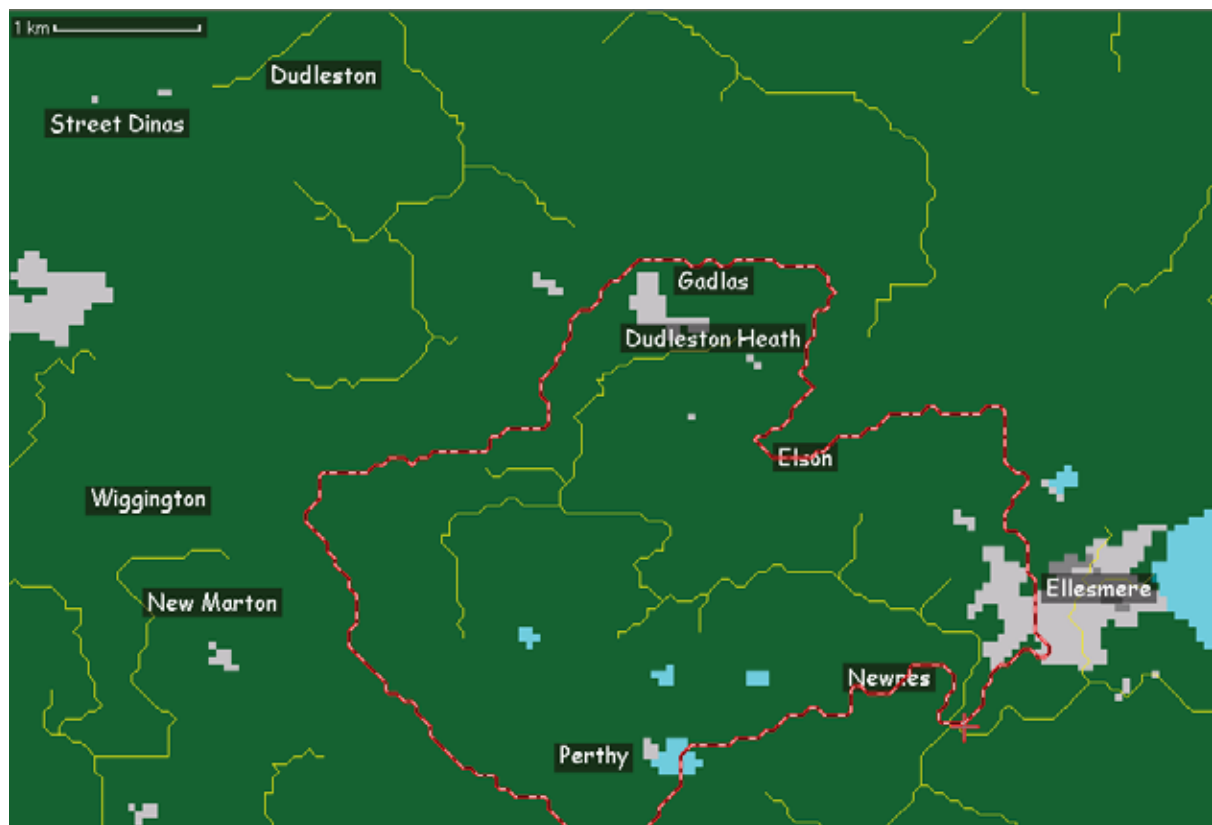 1 km
Dudleston
Street Dinas
Gadlas
Dudleston Heath
Elson
Wiggington
Ellesmere
New Marton
Newnes
Perthy